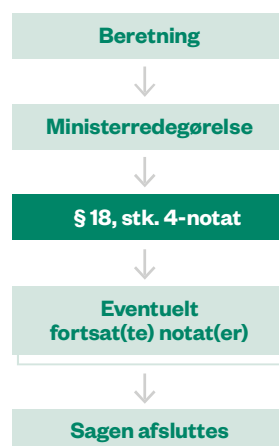 Beretning
Ministerredegørelse
§ 18, stk. 4-notat
Eventuelt
fortsat(te) notat(er)
Sagen afsluttes